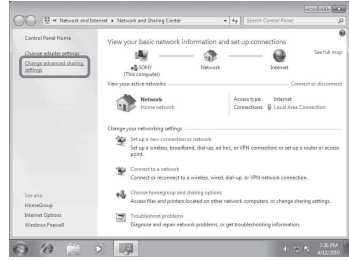 « Network and Internet ▸ Network and Sharing Center
Search Control Panel
Control Panel Home
Change adapter settings
Change advanced sharing
settings
See also
HomeGroup
Internet Options
Windows Firewall
View your basic network information and set up connections
See full map
SONY
(This computer)
Network
Internet
View your active networks
Connect or disconnect
Network
Home network
Access type: Internet
Connections: Local Area Connection
Change your networking settings
Set up a new connection or network
Set up a wireless, broadband, dial-up, ad hoc, or VPN connection; or set up a router or access
point.
Connect to a network
Connect or reconnect to a wireless, wired, dial-up, or VPN network connection.
Choose homegroup and sharing options
Access files and printers located on other network computers, or change sharing settings.
Troubleshoot problems
Diagnose and repair network problems, or get troubleshooting information.
7:36 PM
4/12/2010